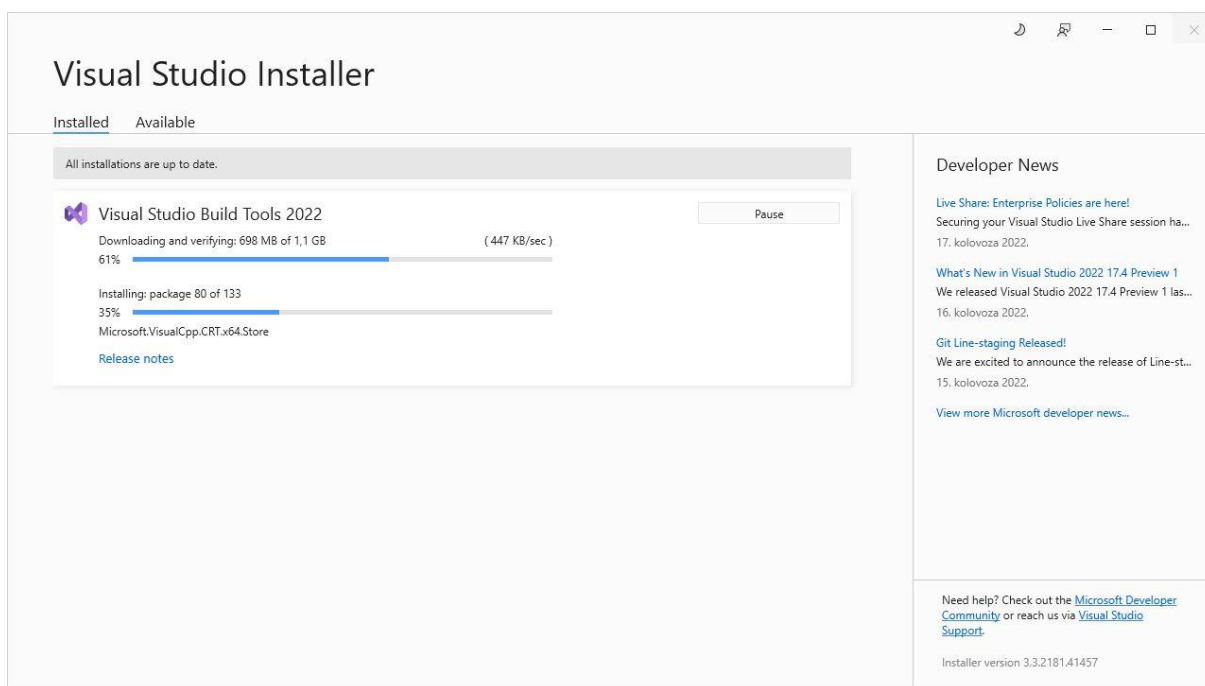 Visual Studio Installer
Installed Available
All installations are up to date.
Visual Studio Build Tools 2022
Pause
Downloading and verifying: 698 MB of 1,1 GB ( 447 KB/sec )
61%
Installing: package 80 of 133
35%
Microsoft.VisualCpp.CRT.x64.Store
Release notes
Developer News
Live Share: Enterprise Policies are here!
Securing your Visual Studio Live Share session ha...
17. kolovoza 2022.
What's New in Visual Studio 2022 17.4 Preview 1
We released Visual Studio 2022 17.4 Preview 1 las...
16. kolovoza 2022.
Git Line-staging Released!
We are excited to announce the release of Line-st...
15. kolovoza 2022.
View more Microsoft developer news...
Need help? Check out the Microsoft Developer
Community or reach us via Visual Studio
Support.
Installer version 3.3.2181.41457